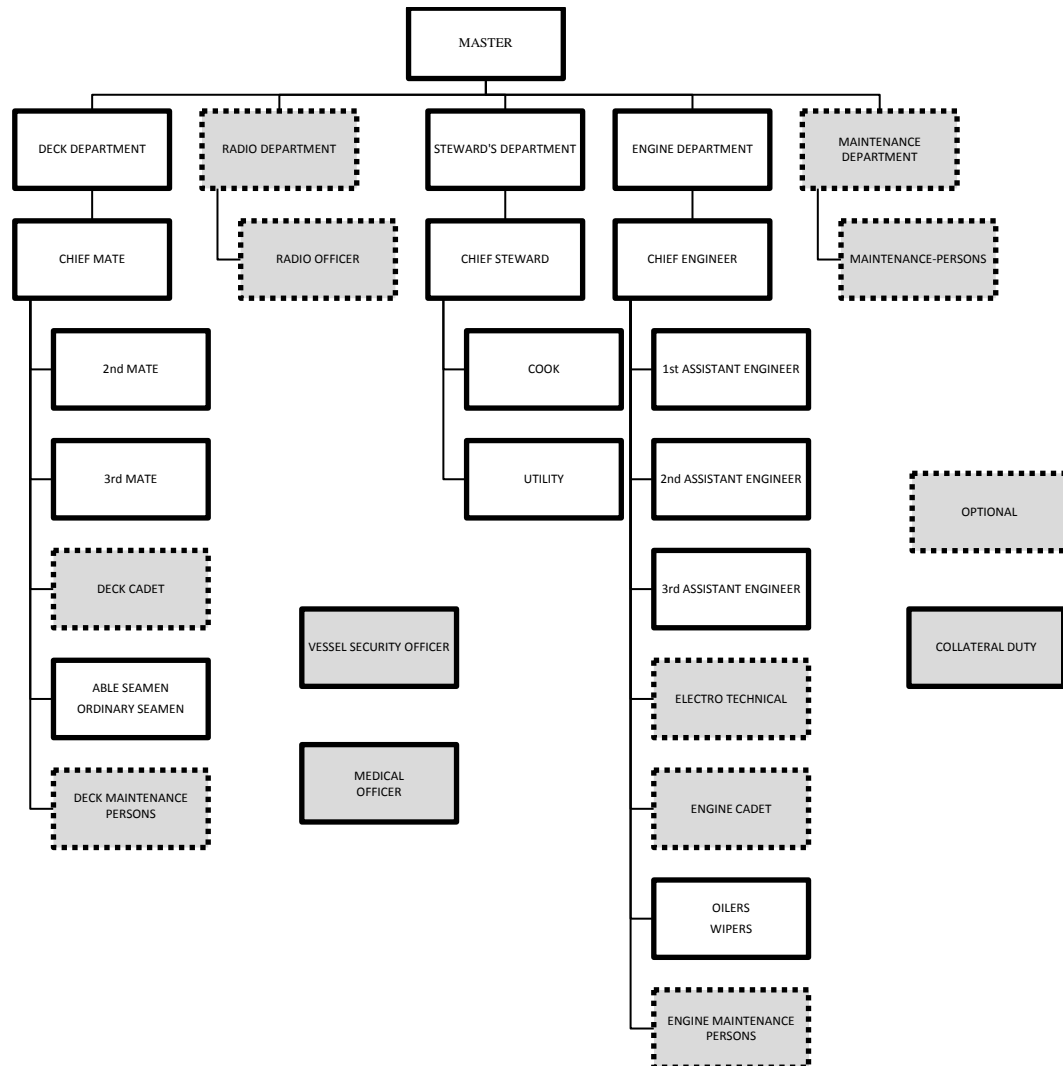 MASTER
DECK DEPARTMENT
RADIO DEPARTMENT
STEWARD'S DEPARTMENT
ENGINE DEPARTMENT
MAINTENANCE
DEPARTMENT
CHIEF MATE
RADIO OFFICER
CHIEF STEWARD
CHIEF ENGINEER
MAINTENANCE-PERSONS
2nd MATE
COOK
1st ASSISTANT ENGINEER
3rd MATE
UTILITY
2nd ASSISTANT ENGINEER
OPTIONAL
DECK CADET
3rd ASSISTANT ENGINEER
VESSEL SECURITY OFFICER
COLLATERAL DUTY
ABLE SEAMEN
ORDINARY SEAMEN
ELECTRO TECHNICAL
MEDICAL
OFFICER
DECK MAINTENANCE
PERSONS
ENGINE CADET
OILERS
WIPERS
ENGINE MAINTENANCE
PERSONS